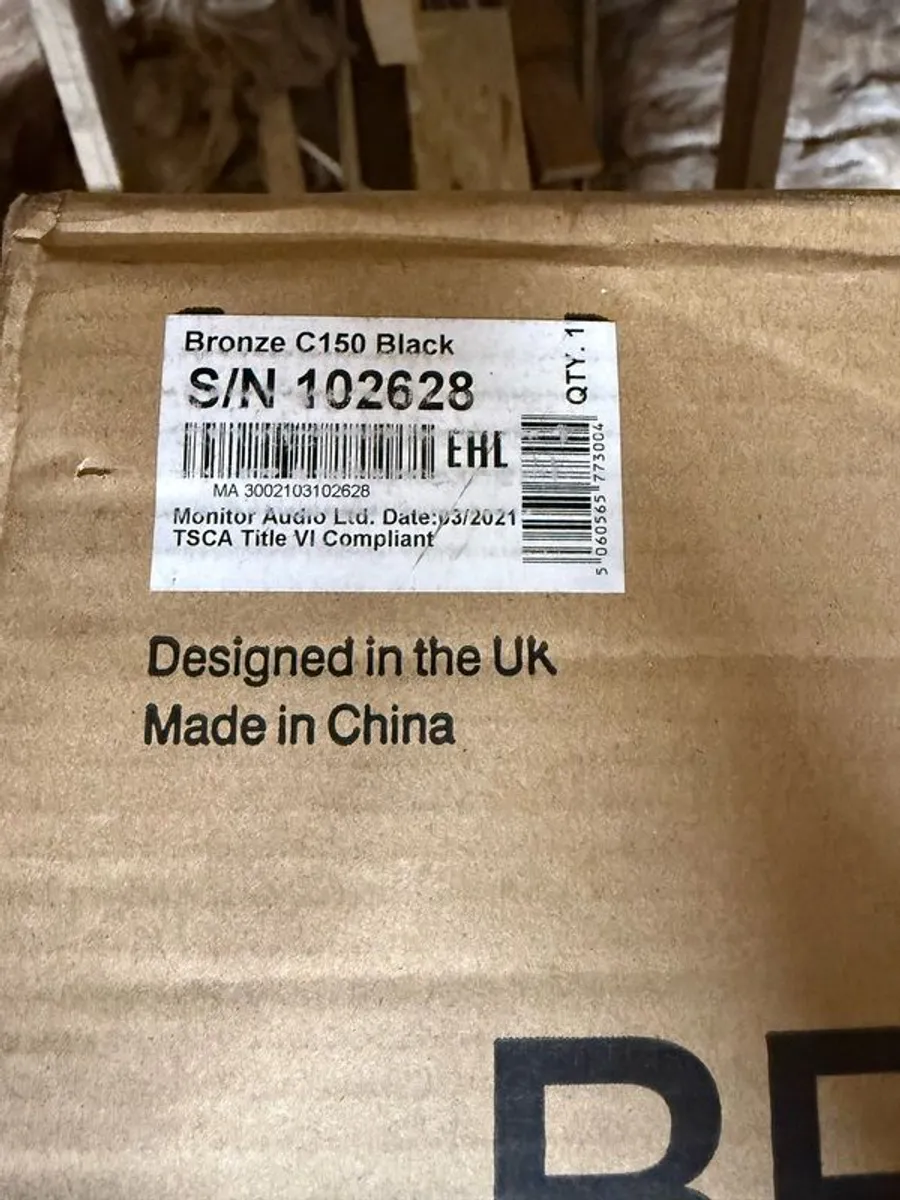 Bronze C150 Black
S/N 102628
QTY. 1
EAC
MA 3002103102628
Monitor Audio Ltd. Date:03/2021
TSCA Title VI Compliant
5 060565 773004
Designed in the UK
Made in China